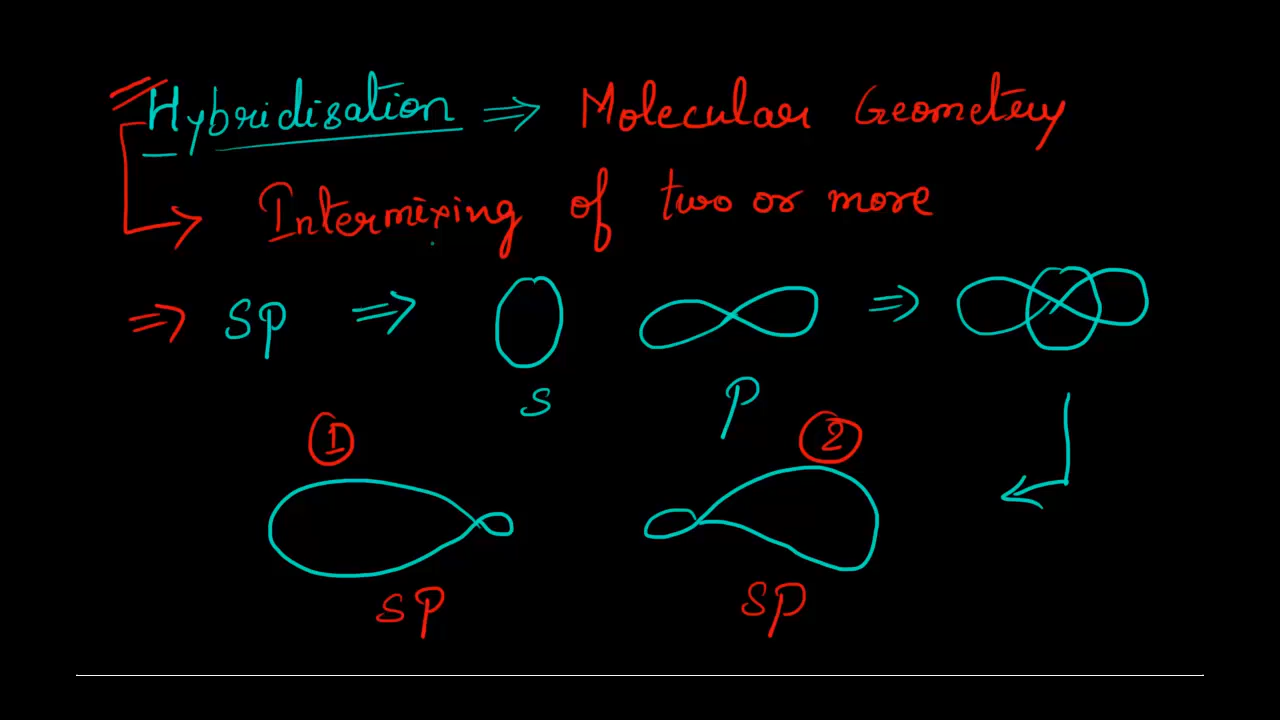 Hybridisation ⇒ Molecular Geometry
Intermixing of two or more
⇒ sp ⇒ ⇒
s p
1 2
sp sp